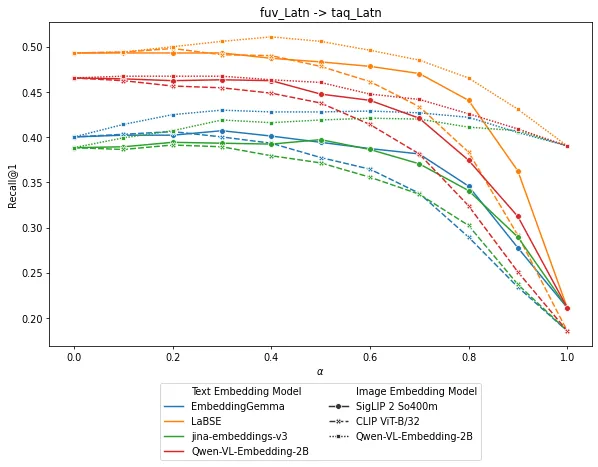 fuv_Latn -> taq_Latn
Recall@1
0.50
0.45
0.40
0.35
0.30
0.25
0.20
0.0 0.2 0.4 0.6 0.8 1.0
α
Text Embedding Model
EmbeddingGemma
LaBSE
jina-embeddings-v3
Qwen-VL-Embedding-2B
Image Embedding Model
SigLIP 2 So400m
CLIP ViT-B/32
Qwen-VL-Embedding-2B